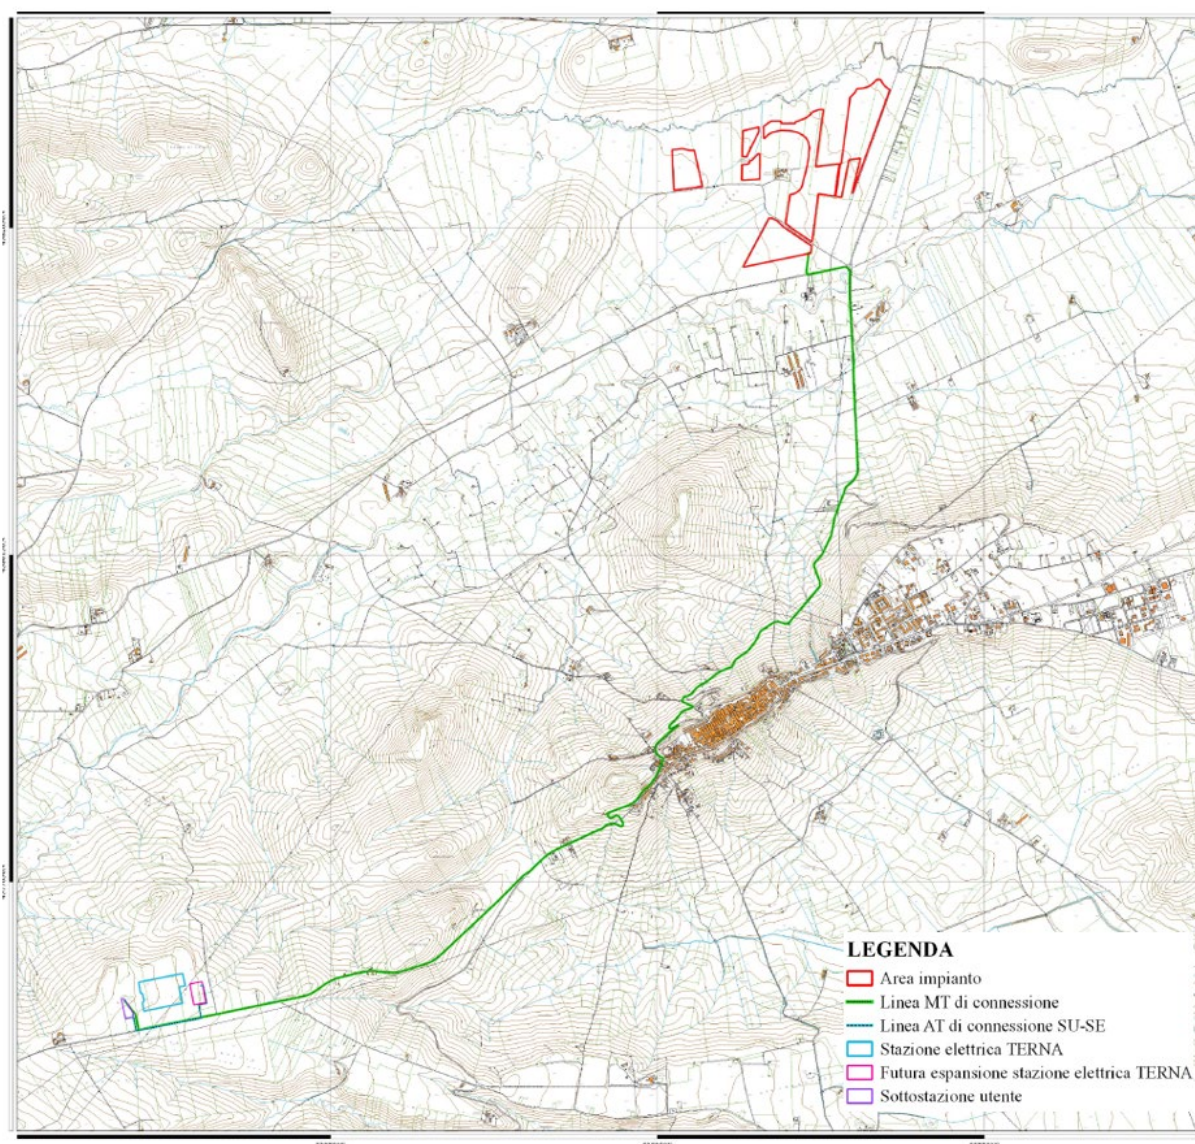 LEGENDA
Area impianto
Linea MT di connessione
Linea AT di connessione SU-SE
Stazione elettrica TERNA
Futura espansione stazione elettrica TERNA
Sottostazione utente